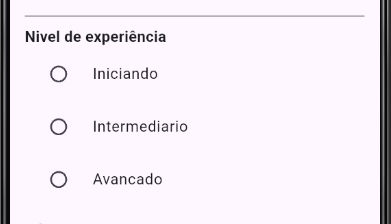 Nivel de experiência
Iniciando
Intermediario
Avancado